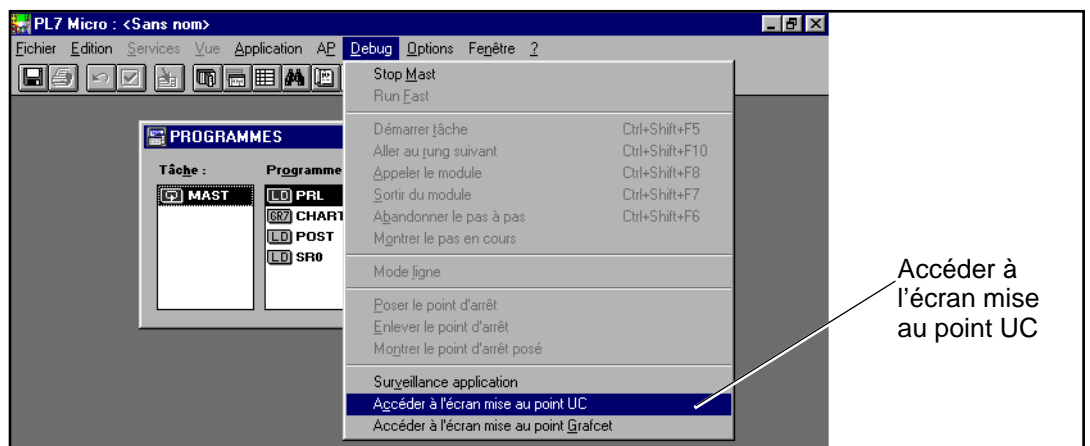 PL7 Micro : <Sans nom>
Fichier Edition Services Vue Application AP Debug Options Fenêtre ?
Stop Mast
Run Fast
Démarrer tâche Ctrl+Shift+F5
Aller au rung suivant Ctrl+Shift+F10
Appeler le module Ctrl+Shift+F8
Sortir du module Ctrl+Shift+F7
Abandonner le pas à pas Ctrl+Shift+F6
Montrer le pas en cours
Mode ligne
Poser le point d'arrêt
Enlever le point d'arrêt
Montrer le point d'arrêt posé
Surveillance application
Accéder à l'écran mise au point UC
Accéder à l'écran mise au point Grafcet
PROGRAMMES
Tâche : Programme
MAST
LD PRL
GR7 CHART
LD POST
LD SR0
Accéder à
l'écran mise
au point UC